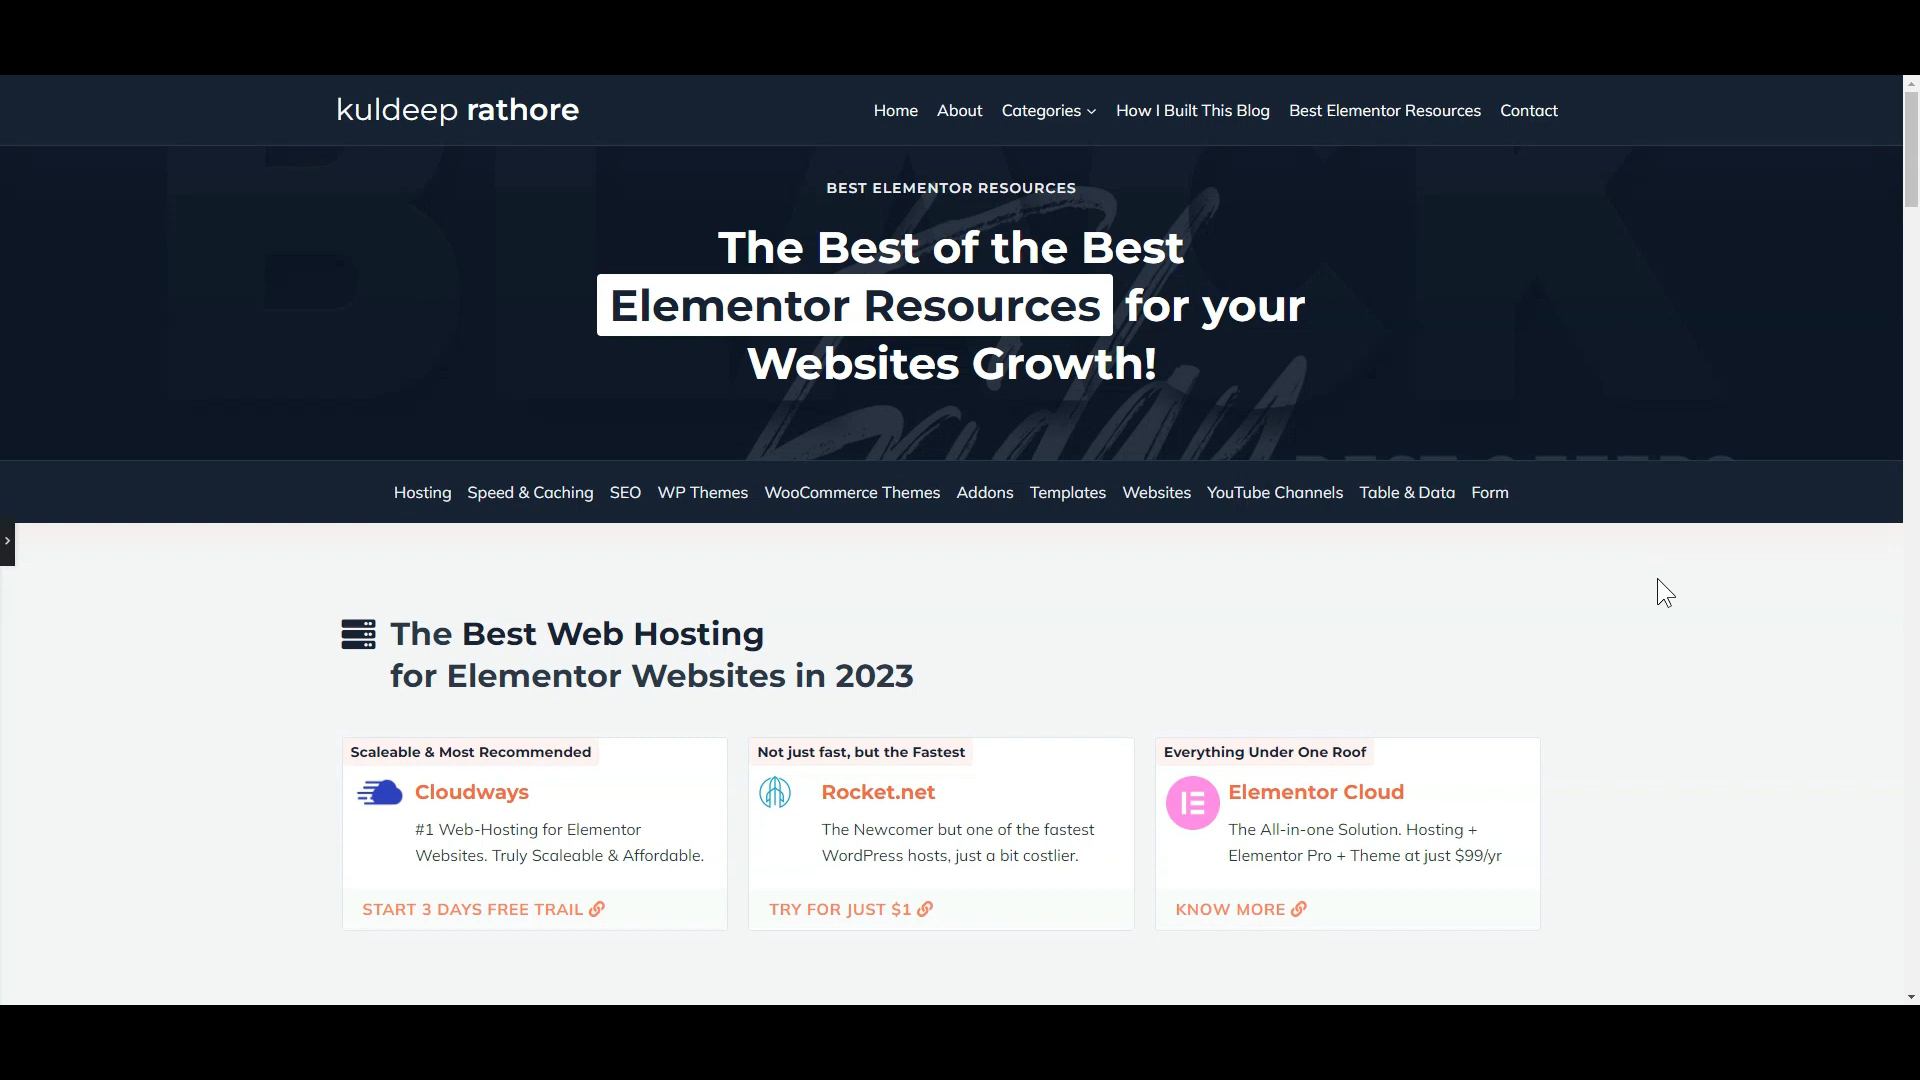 kuldeep rathore
Home About Categories How I Built This Blog Best Elementor Resources Contact
BEST ELEMENTOR RESOURCES
The Best of the Best
Elementor Resources for your
Websites Growth!
Hosting Speed & Caching SEO WP Themes WooCommerce Themes Addons Templates Websites YouTube Channels Table & Data Form
The Best Web Hosting
for Elementor Websites in 2023
Scaleable & Most Recommended
Cloudways
#1 Web-Hosting for Elementor
Websites. Truly Scaleable & Affordable.
START 3 DAYS FREE TRAIL
Not just fast, but the Fastest
Rocket.net
The Newcomer but one of the fastest
WordPress hosts, just a bit costlier.
TRY FOR JUST $1
Everything Under One Roof
Elementor Cloud
The All-in-one Solution. Hosting +
Elementor Pro + Theme at just $99/yr
KNOW MORE